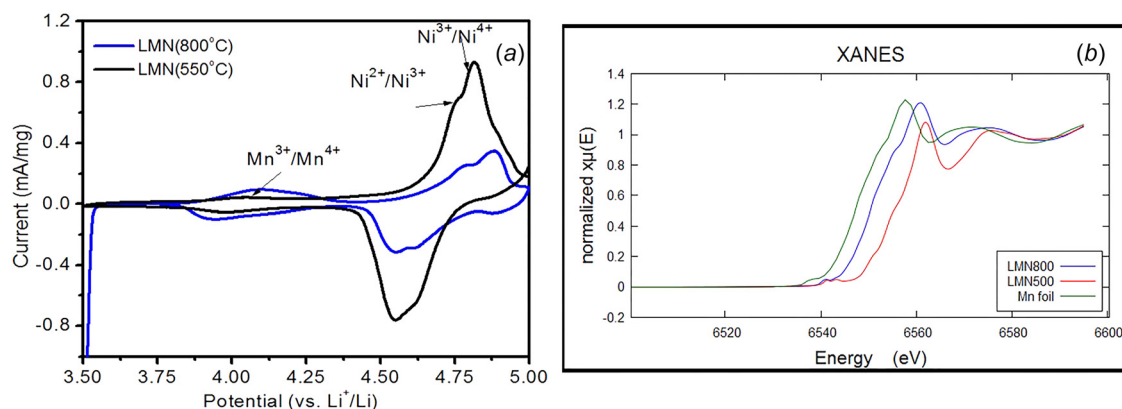 (a)
LMN(800°C)
LMN(550°C)
Ni³⁺/Ni⁴⁺
Ni²⁺/Ni³⁺
Mn³⁺/Mn⁴⁺
Current (mA/mg)
1.2
0.8
0.4
0.0
-0.4
-0.8
3.50 3.75 4.00 4.25 4.50 4.75 5.00
Potential (vs. Li⁺/Li)
XANES
(b)
normalized xμ(E)
1.4
1.2
1
0.8
0.6
0.4
0.2
0
-0.2
LMN800
LMN500
Mn foil
6520 6540 6560 6580 6600
Energy (eV)